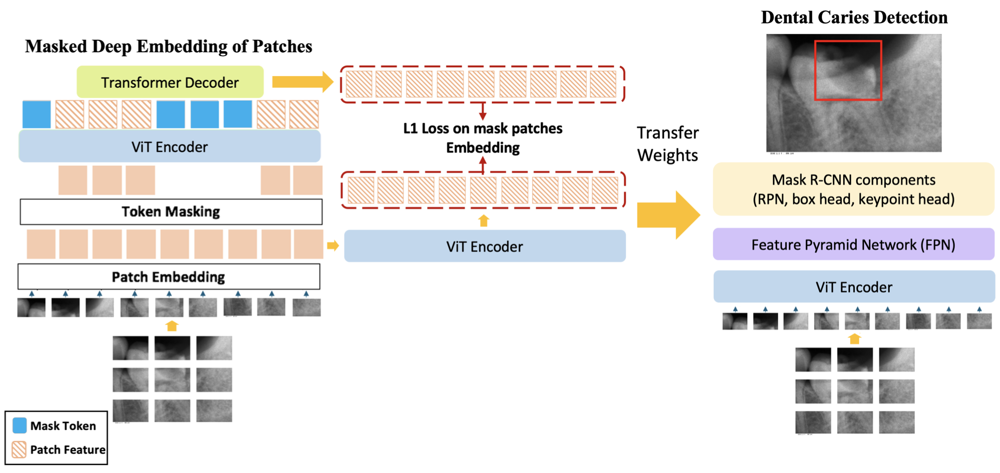 Masked Deep Embedding of Patches
Transformer Decoder
ViT Encoder
Token Masking
Patch Embedding
Mask Token
Patch Feature
L1 Loss on mask patches
Embedding
ViT Encoder
Transfer
Weights
Dental Caries Detection
Mask R-CNN components
(RPN, box head, keypoint head)
Feature Pyramid Network (FPN)
ViT Encoder